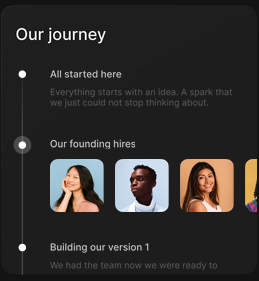 Our journey
All started here
Everything starts with an idea. A spark that
we just could not stop thinking about.
Our founding hires
Building our version 1
We had the team now we were ready to